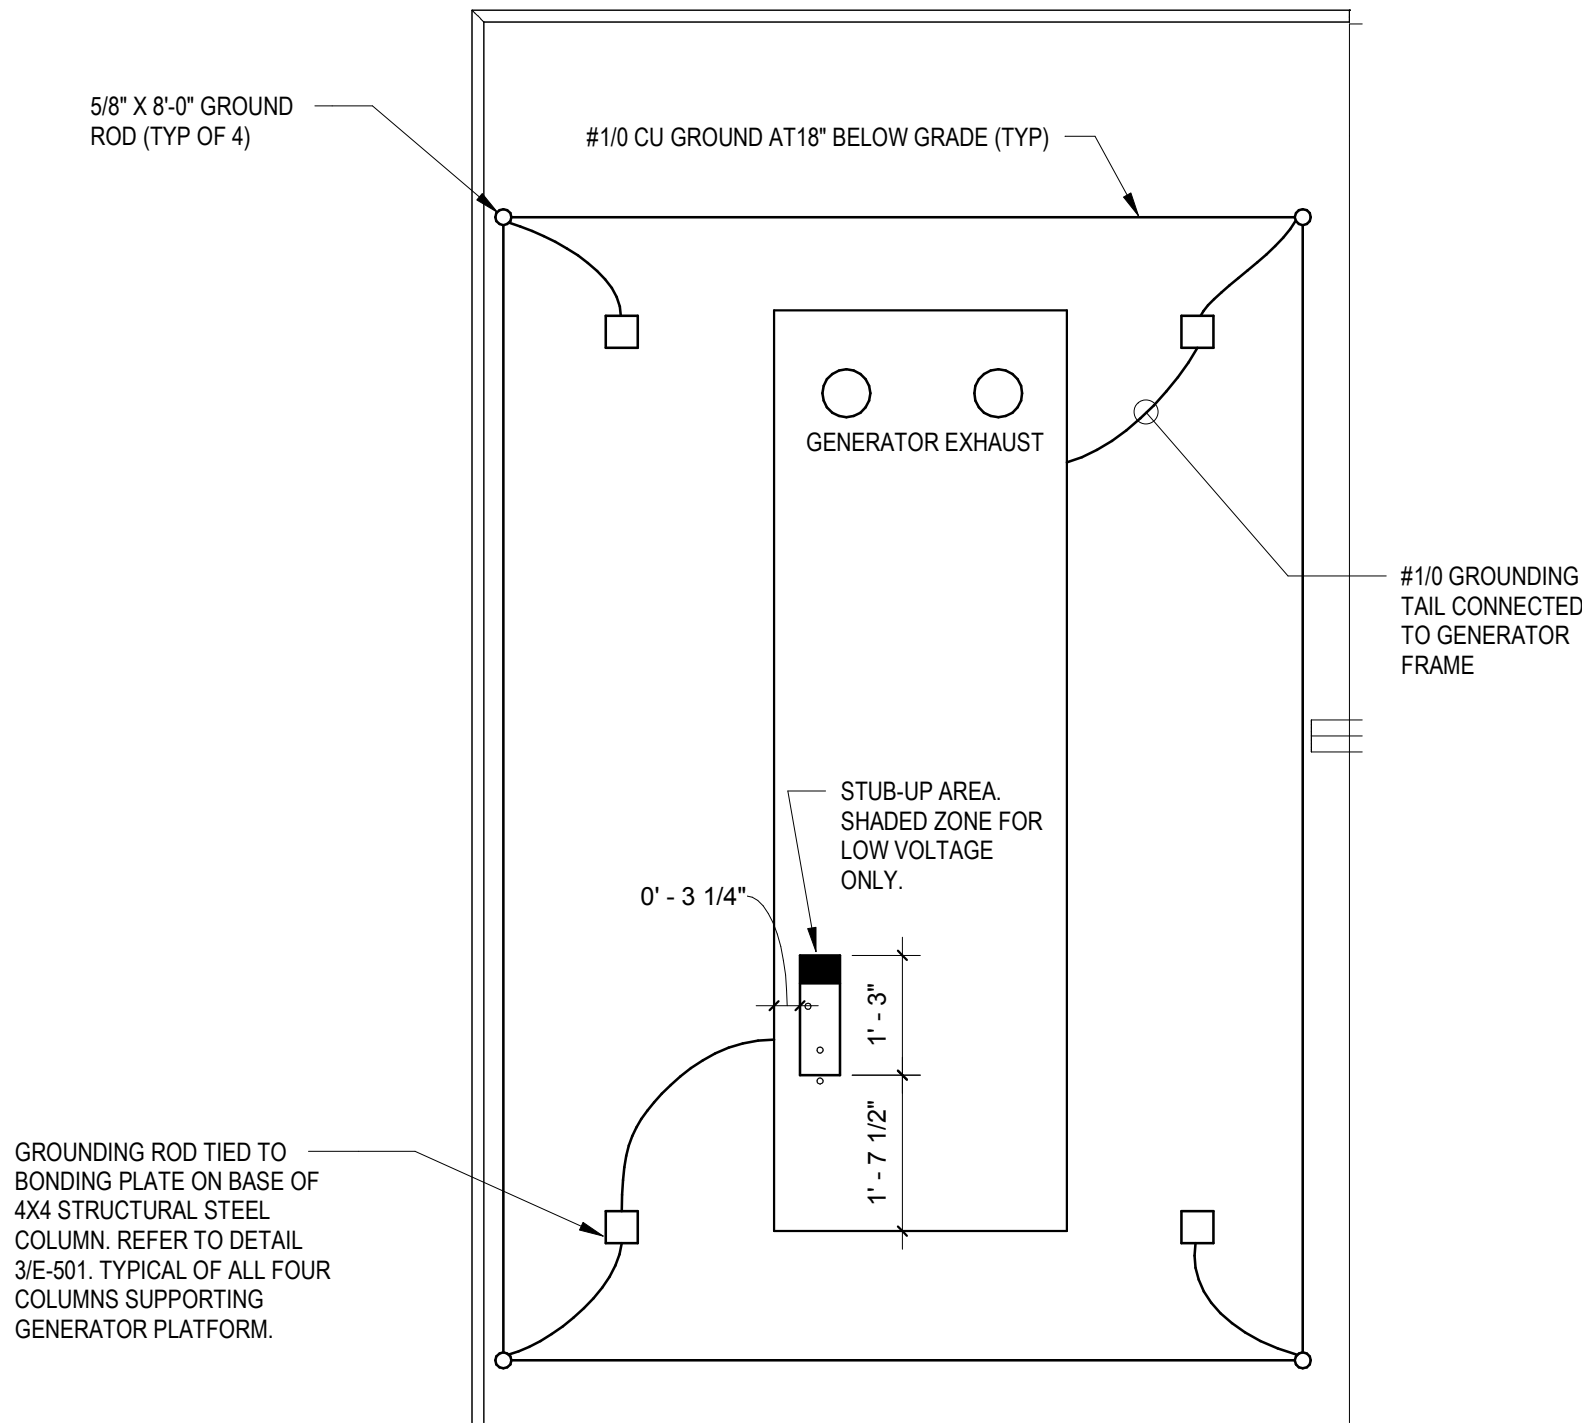 5/8" X 8'-0" GROUND
ROD (TYP OF 4)
#1/0 CU GROUND AT18" BELOW GRADE (TYP)
GENERATOR EXHAUST
#1/0 GROUNDING
TAIL CONNECTED
TO GENERATOR
FRAME
STUB-UP AREA.
SHADED ZONE FOR
LOW VOLTAGE
ONLY.
0' - 3 1/4"
1' - 3"
1' - 7 1/2"
GROUNDING ROD TIED TO
BONDING PLATE ON BASE OF
4X4 STRUCTURAL STEEL
COLUMN. REFER TO DETAIL
3/E-501. TYPICAL OF ALL FOUR
COLUMNS SUPPORTING
GENERATOR PLATFORM.